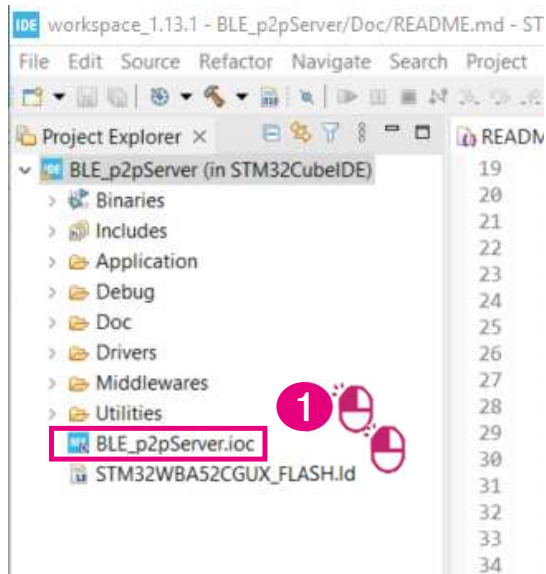 IDE workspace_1.13.1 - BLE_p2pServer/Doc/README.md - ST
File Edit Source Refactor Navigate Search Project
Project Explorer
READM
BLE_p2pServer (in STM32CubeIDE)
Binaries
Includes
Application
Debug
Doc
Drivers
Middlewares
Utilities
BLE_p2pServer.ioc
STM32WBA52CGUX_FLASH.ld
1
19
20
21
22
23
24
25
26
27
28
29
30
31
32
33
34